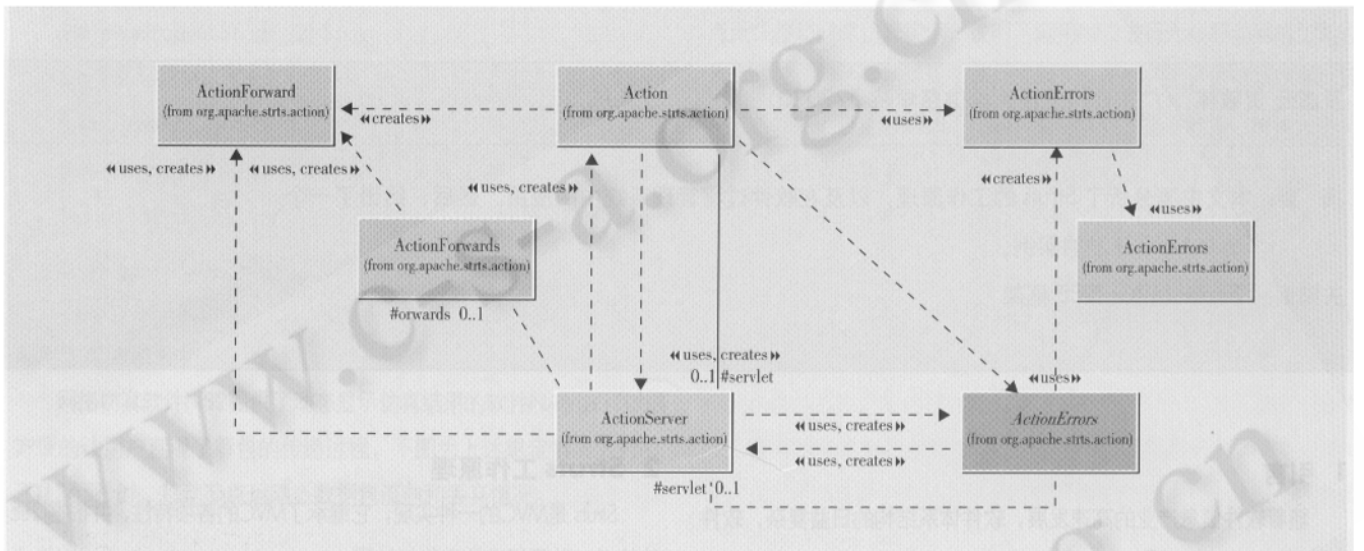 ActionForward
(from org.apache.strts.action)
Action
(from org.apache.strts.action)
ActionErrors
(from org.apache.strts.action)
«creates»
«uses»
«uses, creates» «uses, creates»
«uses, creates»
«creates»
«uses»
ActionForwards
(from org.apache.strts.action)
ActionErrors
(from org.apache.strts.action)
#orwards 0..1
«uses, creates»
0..1 #servlet
«uses»
ActionServer
(from org.apache.strts.action)
«uses, creates»
«uses, creates»
ActionErrors
(from org.apache.strts.action)
#servlet 0..1
www.c-s-a.org.cn